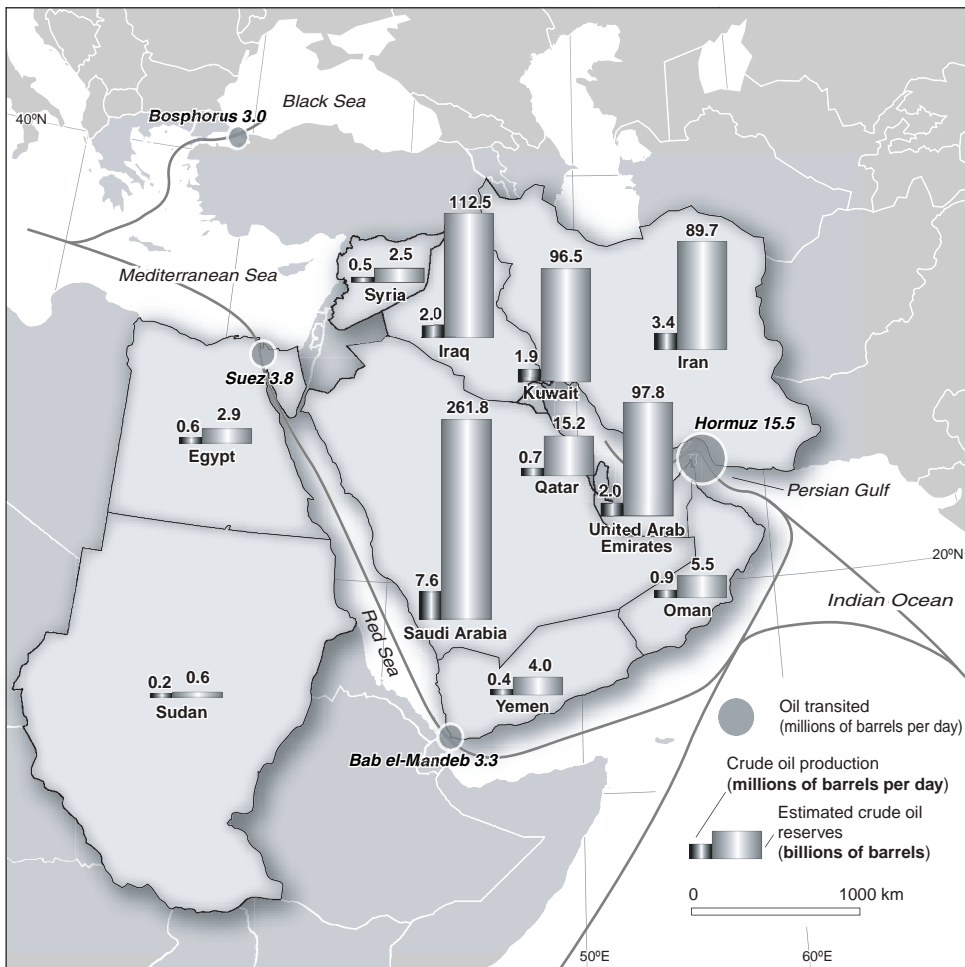 Black Sea
Bosphorus 3.0
40ºN
112.5
89.7
2.5
0.5
96.5
Mediterranean Sea
Syria
2.0
3.4
Iraq
Iran
1.9
Suez 3.8
Kuwait
261.8
97.8
2.9
0.6
15.2
Hormuz 15.5
Egypt
0.7
Qatar
2.0
Persian Gulf
United Arab
Emirates
20ºN
5.5
0.9
7.6
Oman
Indian Ocean
Saudi Arabia
Red Sea
4.0
0.4
0.2
0.6
Yemen
Sudan
Oil transited
(millions of barrels per day)
Bab el-Mandeb 3.3
Crude oil production
(millions of barrels per day)
Estimated crude oil
reserves
(billions of barrels)
0
1000 km
50ºE
60ºE